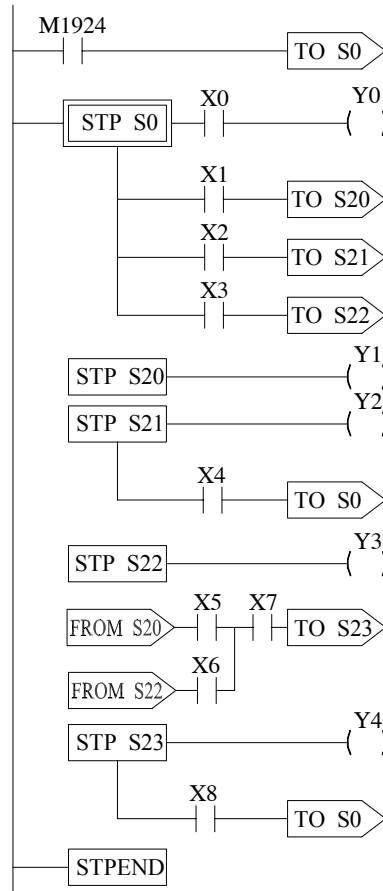 M1924
TO S0
X0 Y0
STP S0
X1
TO S20
X2
TO S21
X3
TO S22
Y1
STP S20
Y2
STP S21
X4
TO S0
Y3
STP S22
X5 X7
FROM S20 TO S23
X6
FROM S22
Y4
STP S23
X8
TO S0
STPEND